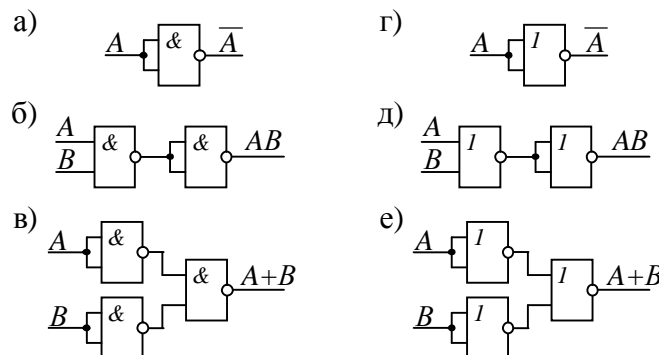 а)
A & A̅
г)
A 1 A̅
б)
A
B & & AB
д)
A
B 1 1 AB
в)
A &
& A+B
B &
е)
A 1
1 A+B
B 1